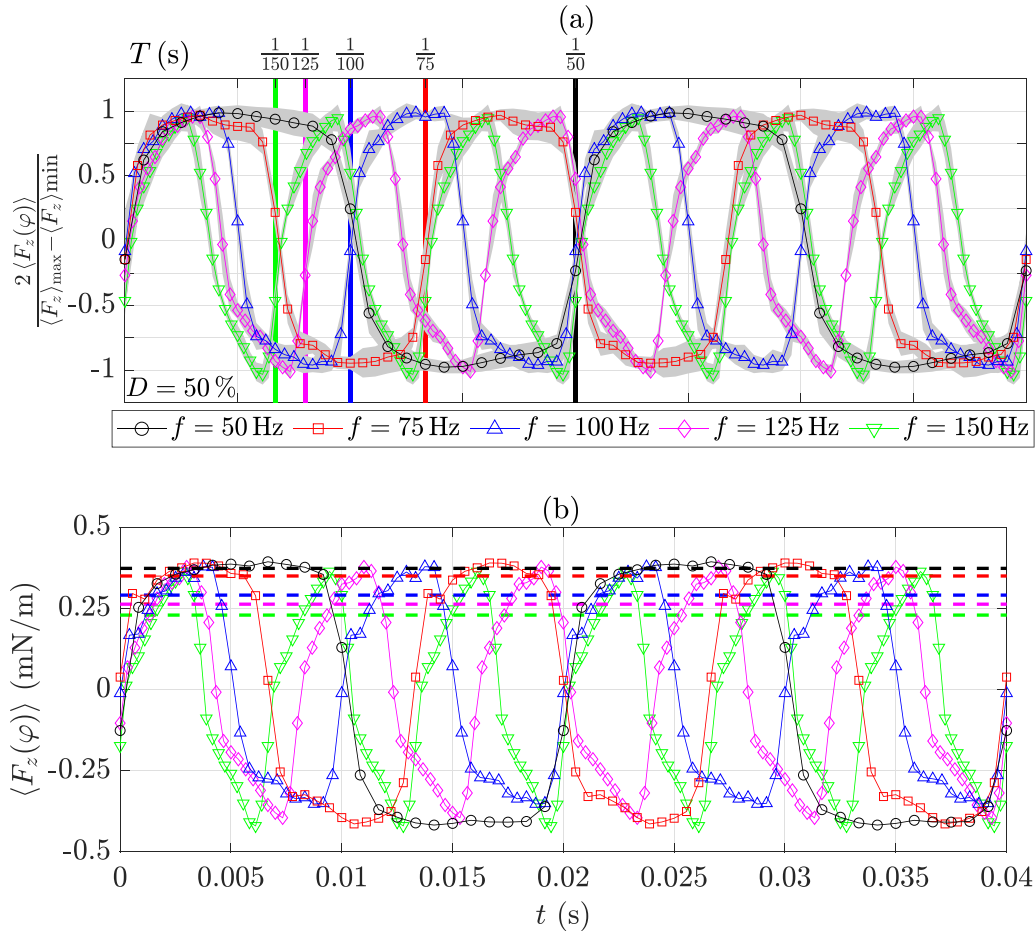 (a)
T (s)
1/150 1/125 1/100 1/75 1/50
1
0.5
0
-0.5
-1
2 ⟨F_z(φ)⟩ / ⟨F_z⟩max − ⟨F_z⟩min
D = 50 %
f = 50 Hz f = 75 Hz f = 100 Hz f = 125 Hz f = 150 Hz
(b)
0.5
0.25
0
-0.25
-0.5
⟨F_z(φ)⟩ (mN/m)
0 0.005 0.01 0.015 0.02 0.025 0.03 0.035 0.04
t (s)